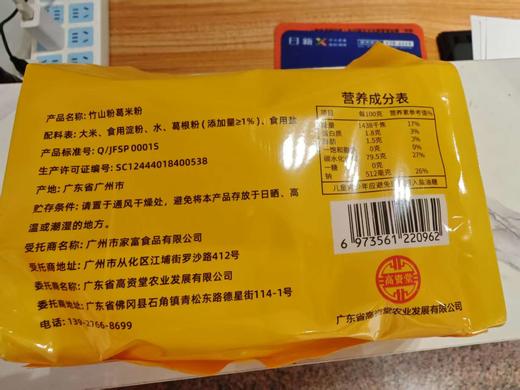 产品名称: 竹山粉葛米粉
配料表: 大米、食用淀粉、水、葛根粉 (添加量≥1%)、食用盐
产品标准号: Q/JFSP 0001S
生产许可证编号: SC12444018400538
产地: 广东省广州市
贮存条件: 请置于通风干燥处, 避免将本产品存放于日晒、高
温或潮湿的地方。
受托商名称: 广州市家富食品有限公司
受托商地址: 广州市从化区江埔街罗沙路412号
委托商名称: 广东省高资堂农业发展有限公司
委托商地址: 广东省佛冈县石角镇青松东路德星街114-1号
电话: 139-2766-8699
营养成分表
项目 每100克 营养素参考值%
能量 1438千焦 17%
蛋白质 1.8克 3%
脂肪 1.5克 3%
一饱和脂肪 0克
碳水化合物 79.5克 27%
一糖 0克
钠 512毫克 26%
6 973561 220962
高资堂
广东省高资堂农业发展有限公司